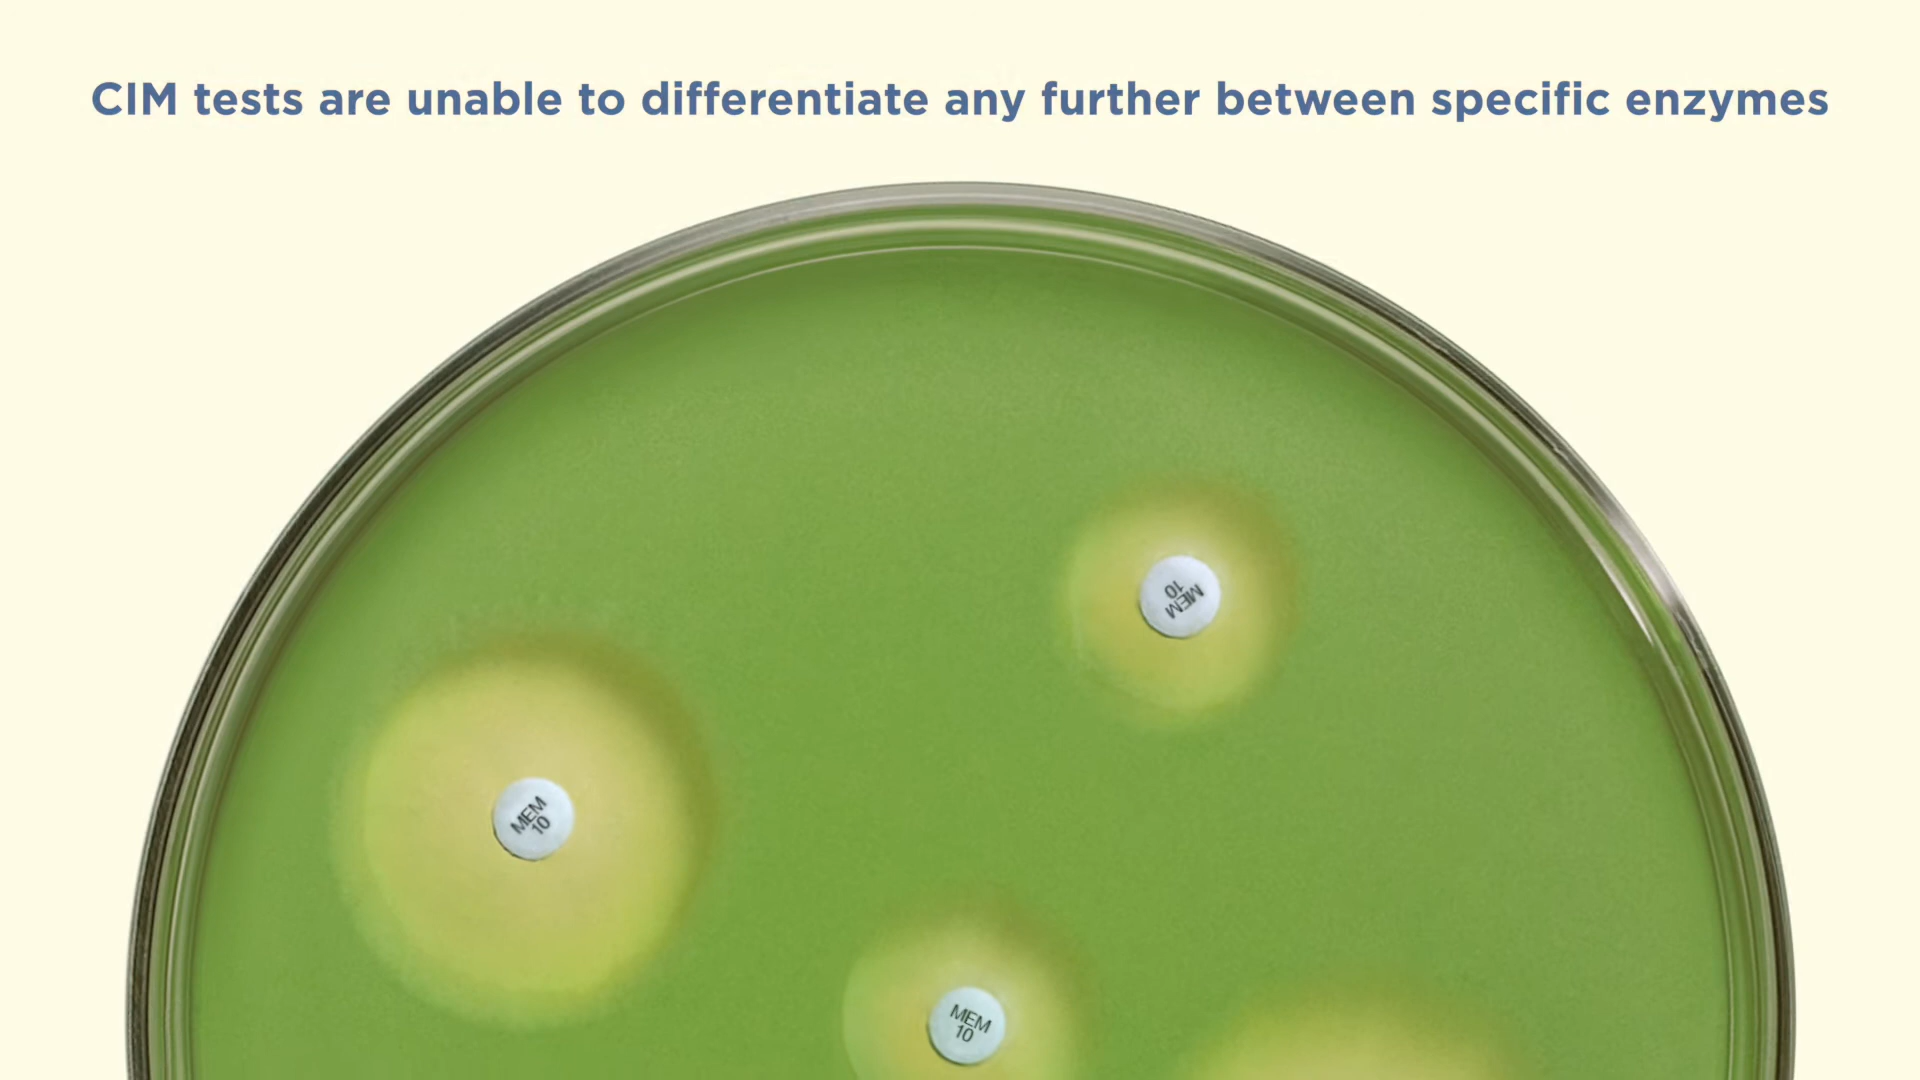 CIM tests are unable to differentiate any further between specific enzymes
MEM
10
MEM
10
MEM
10